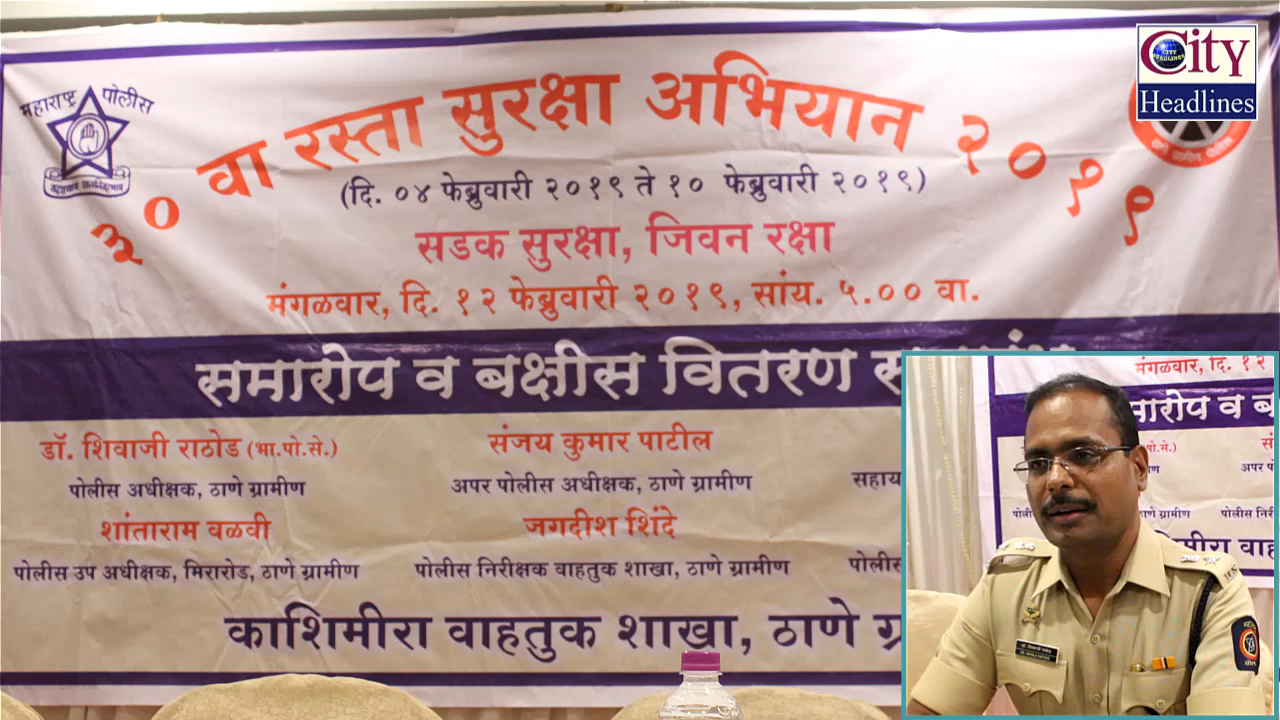 City
Headlines
महाराष्ट्र पोलीस
३० वा रस्ता सुरक्षा अभियान २०१९
(दि. ०४ फेब्रुवारी २०१९ ते १० फेब्रुवारी २०१९)
सडक सुरक्षा, जिवन रक्षा
मंगळवार, दि. १२ फेब्रुवारी २०१९, सांय. ५.०० वा.
समारोप व बक्षीस वितरण
डॉ. शिवाजी राठोड (भा.पो.से.)
संजय कुमार पाटील
पोलीस अधीक्षक, ठाणे ग्रामीण
अपर पोलीस अधीक्षक, ठाणे ग्रामीण
सहाय
शांताराम वळवी
जगदीश शिंदे
पोलीस उप अधीक्षक, मिरारोड, ठाणे ग्रामीण
पोलीस निरीक्षक वाहतुक शाखा, ठाणे ग्रामीण
पोलीस
काशिमीरा वाहतुक शाखा, ठाणे ग्र
मंगळवार, दि. १२
मारोप व ब
पो.से.)
अपर पो
ठाणे ग्रामीण
पोलीस निरी
मिरा वाह